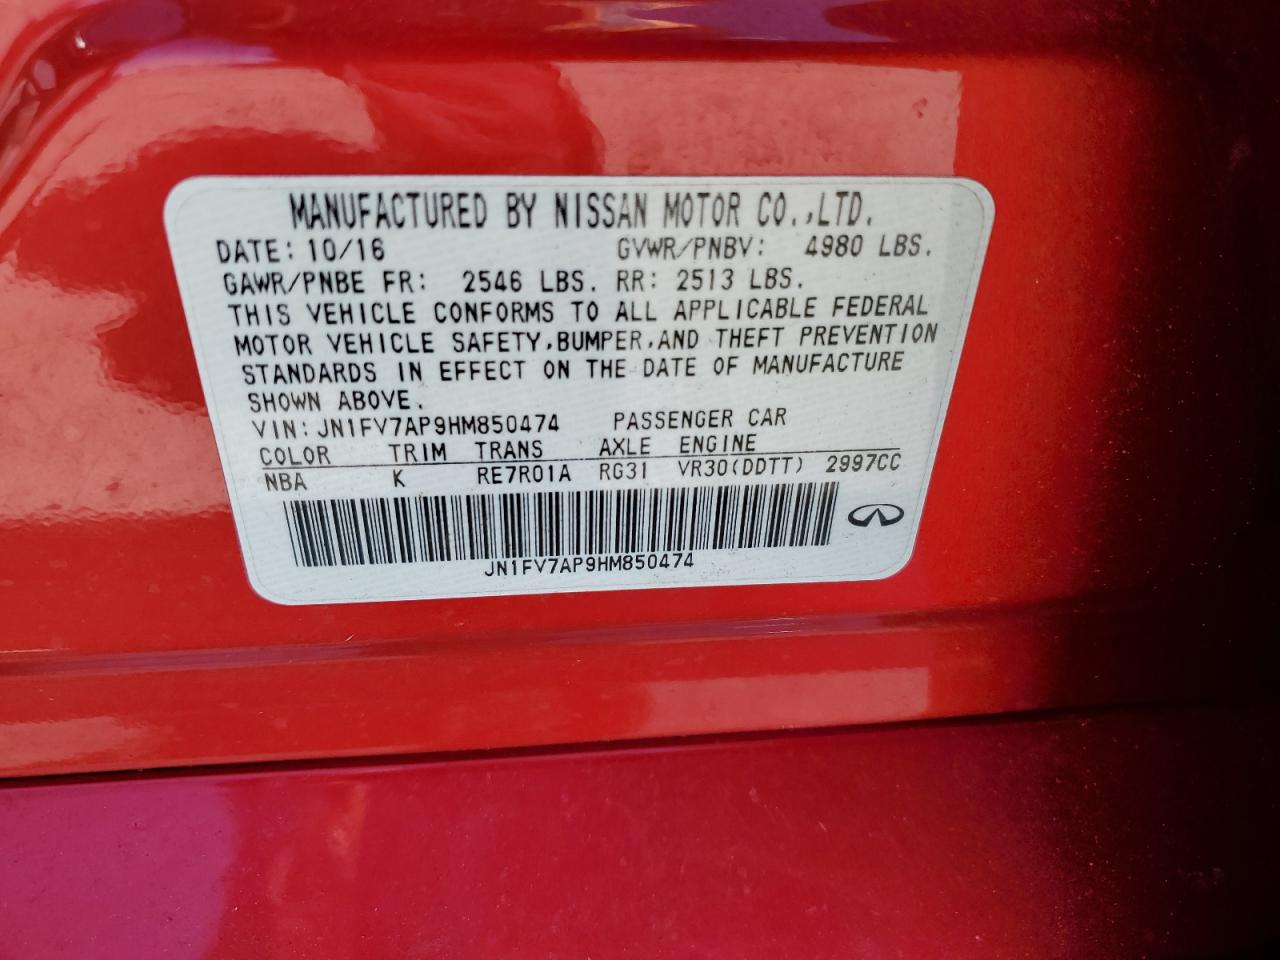 MANUFACTURED BY NISSAN MOTOR CO.,LTD.
DATE: 10/16 GVWR/PNBV: 4980 LBS.
GAWR/PNBE FR: 2546 LBS. RR: 2513 LBS.
THIS VEHICLE CONFORMS TO ALL APPLICABLE FEDERAL
MOTOR VEHICLE SAFETY,BUMPER,AND THEFT PREVENTION
STANDARDS IN EFFECT ON THE DATE OF MANUFACTURE
SHOWN ABOVE.
VIN: JN1FV7AP9HM850474 PASSENGER CAR
COLOR TRIM TRANS AXLE ENGINE
NBA K RE7R01A RG31 VR30(DDTT) 2997CC
JN1FV7AP9HM850474